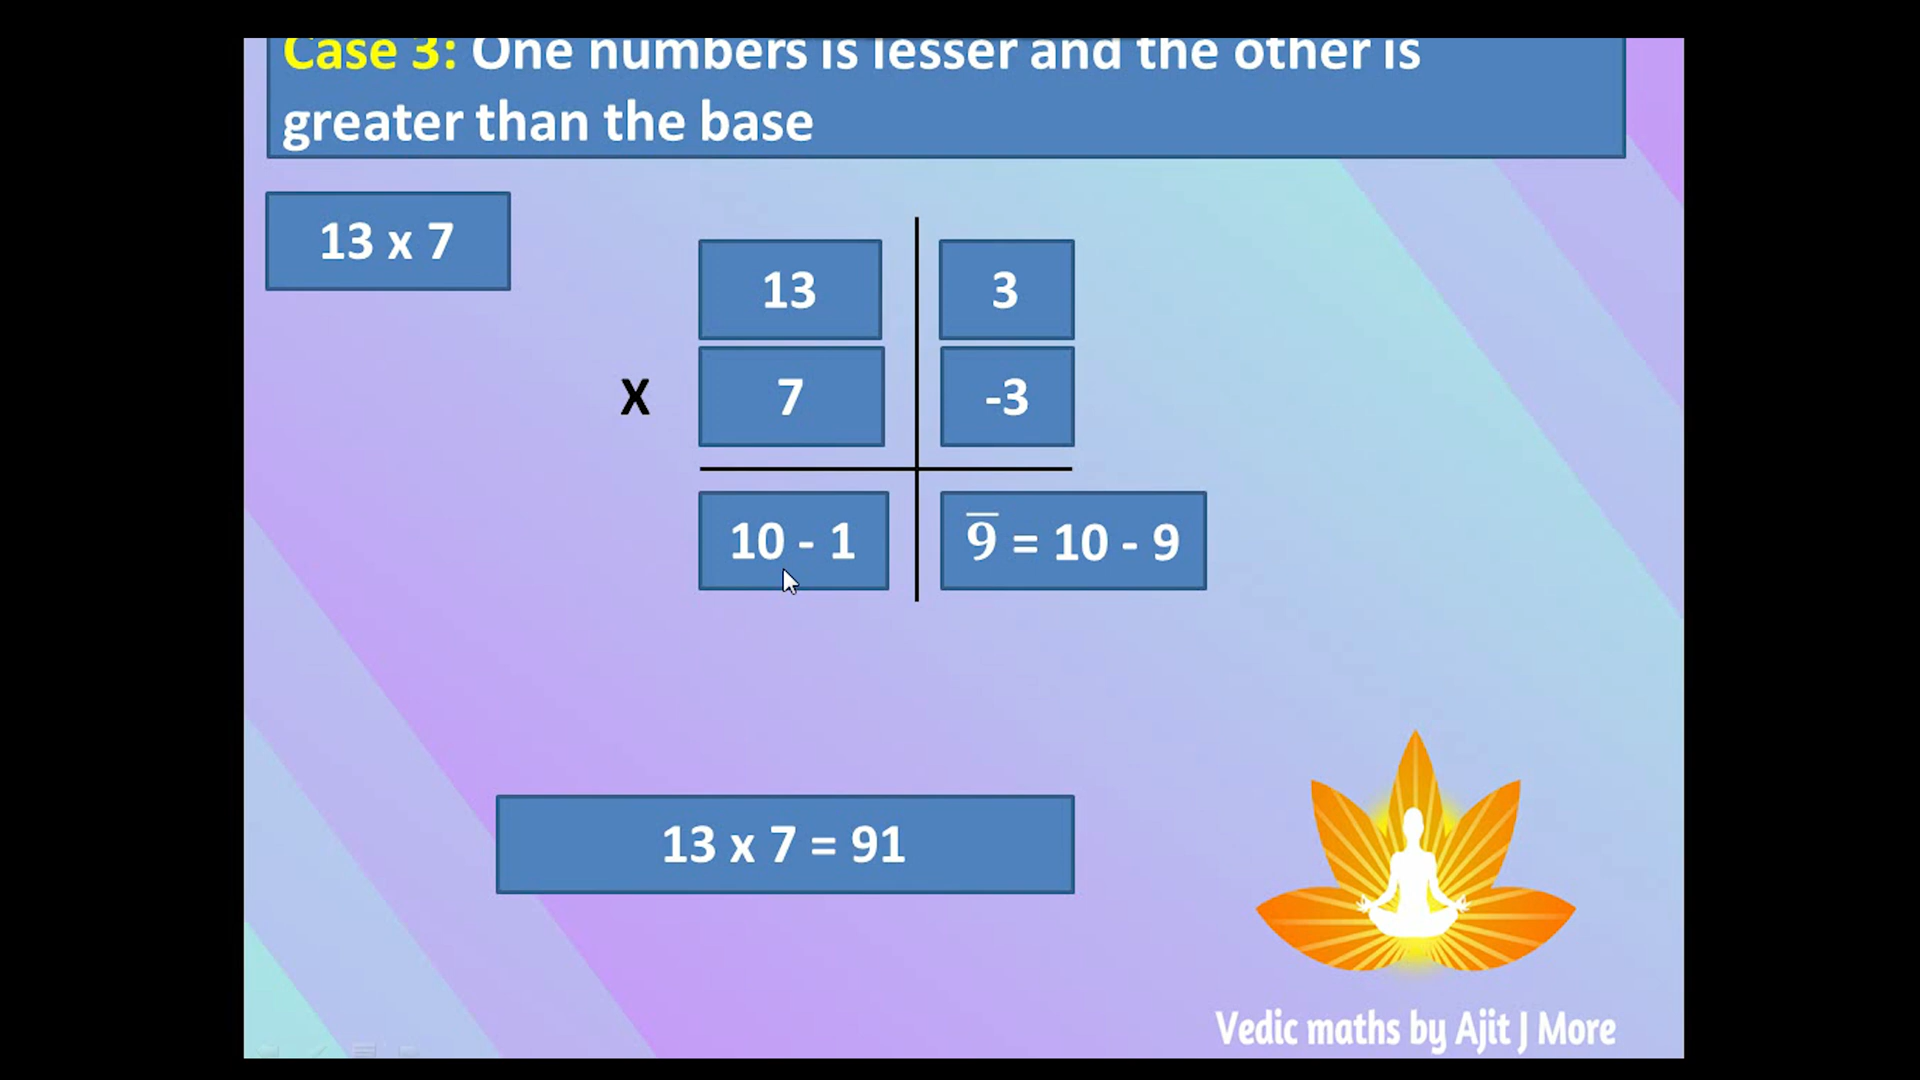 Case 3: One numbers is lesser and the other is
greater than the base
13 x 7
13
3
X
7
-3
10 - 1
9̅ = 10 - 9
13 x 7 = 91
Vedic maths by Ajit J More